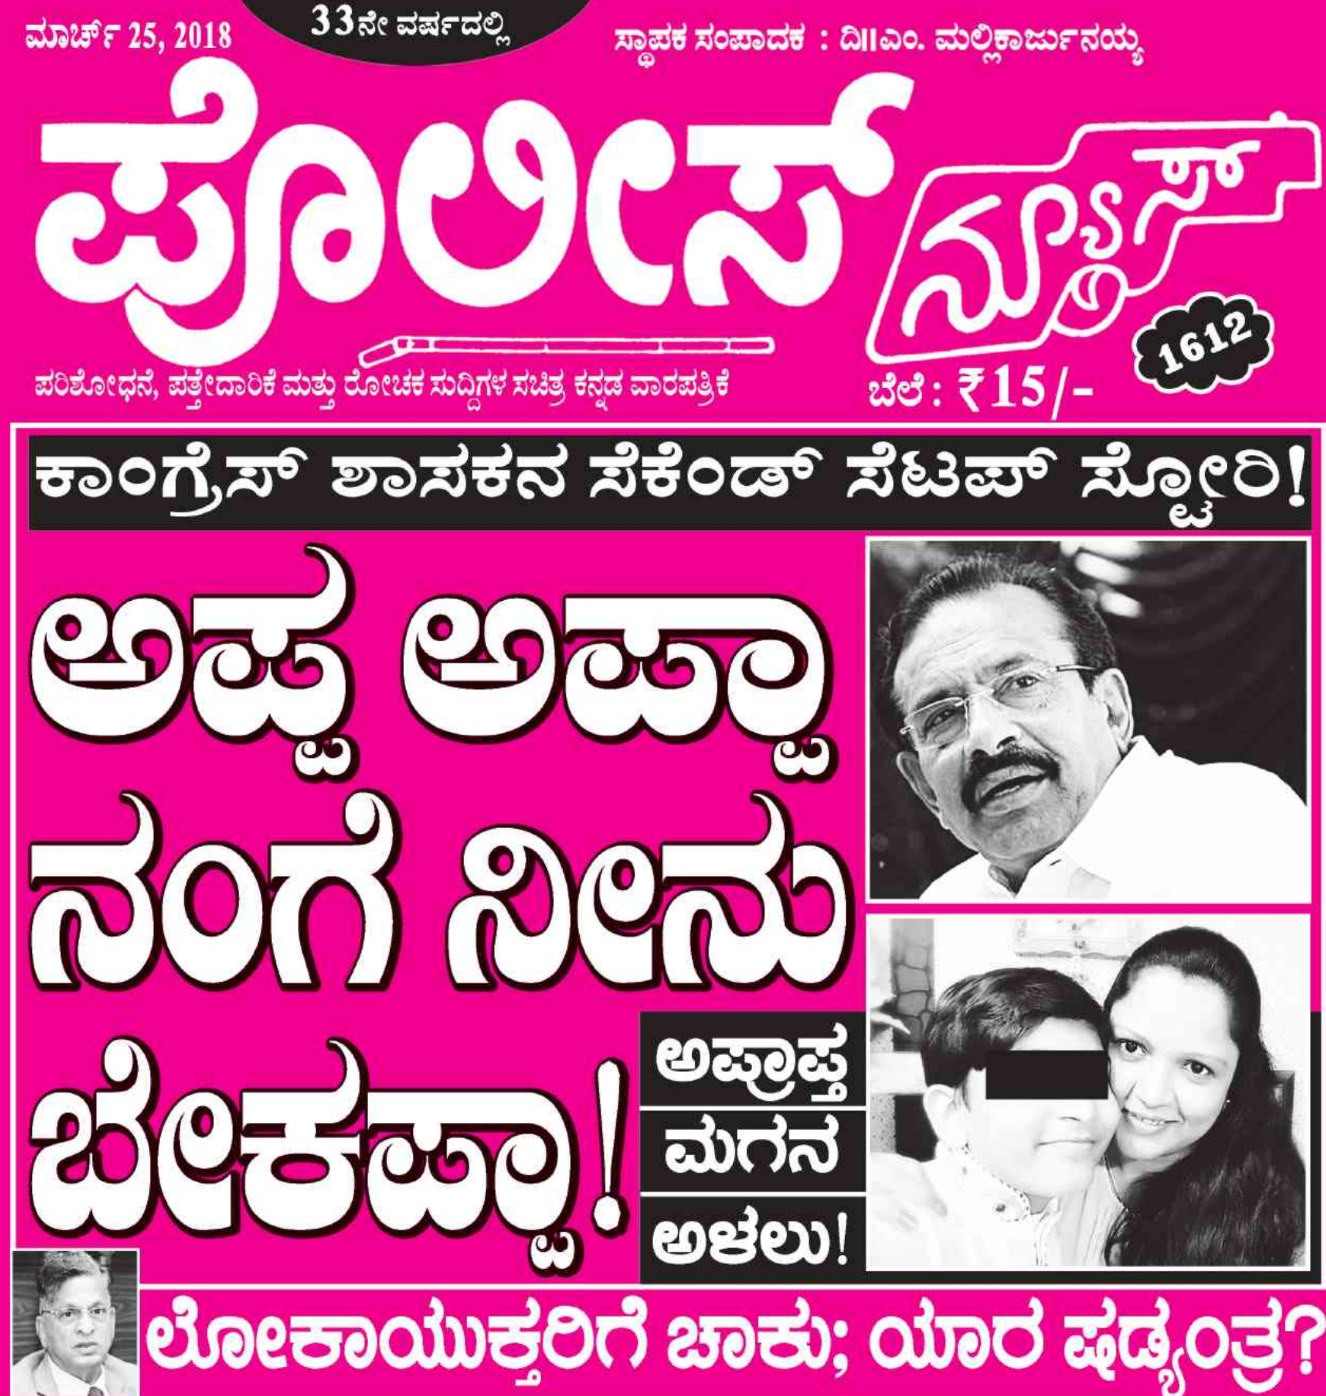 ಮಾರ್ಚ್ 25, 2018
33ನೇ ವರ್ಷದಲ್ಲಿ
ಸ್ಥಾಪಕ ಸಂಪಾದಕ : ದಿ||ಎಂ. ಮಲ್ಲಿಕಾರ್ಜುನಯ್ಯ
ಪೊಲೀಸ್ ನ್ಯೂಸ್
1612
ಪರಿಶೋಧನೆ, ಪತ್ತೇದಾರಿಕೆ ಮತ್ತು ರೋಚಕ ಸುದ್ದಿಗಳ ಸಚಿತ್ರ ಕನ್ನಡ ವಾರಪತ್ರಿಕೆ
ಬೆಲೆ : ₹15/-
ಕಾಂಗ್ರೆಸ್ ಶಾಸಕನ ಸೆಕೆಂಡ್ ಸೆಟಪ್ ಸ್ಟೋರಿ!
ಅಪ್ಪ ಅಪ್ಪಾ
ನಂಗೆ ನೀನು
ಬೇಕಪ್ಪಾ!
ಅಪ್ರಾಪ್ತ
ಮಗನ
ಅಳಲು!
ಲೋಕಾಯುಕ್ತರಿಗೆ ಚಾಕು; ಯಾರ ಷಡ್ಯಂತ್ರ?